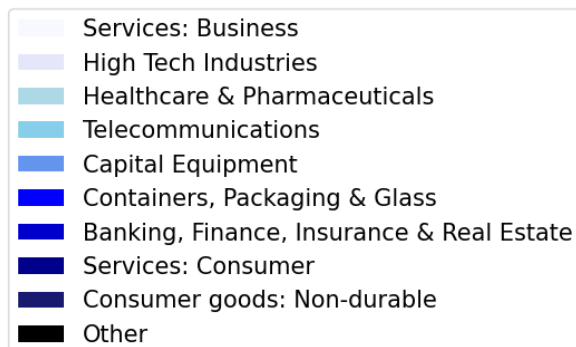 Services: Business
High Tech Industries
Healthcare & Pharmaceuticals
Telecommunications
Capital Equipment
Containers, Packaging & Glass
Banking, Finance, Insurance & Real Estate
Services: Consumer
Consumer goods: Non-durable
Other